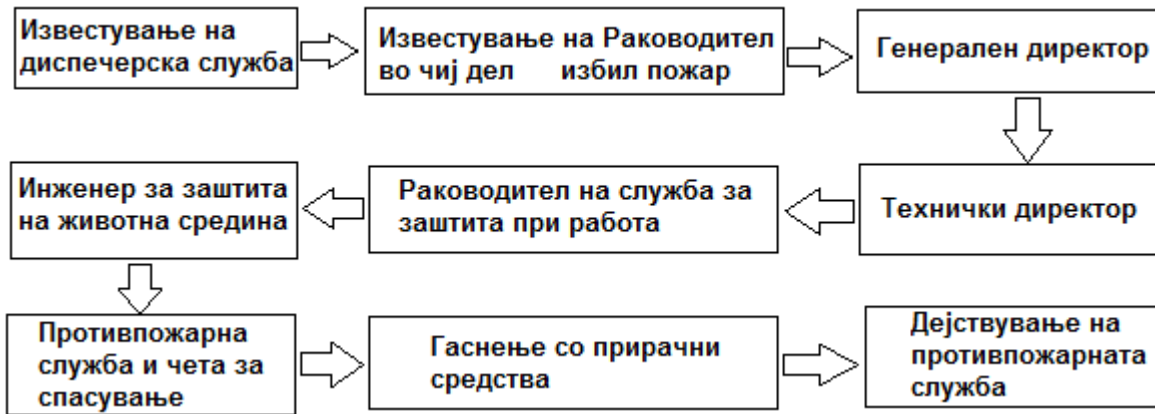 Известување на
диспечерска служба
Известување на Раководител
во чиј дел избил пожар
Генерален директор
Инженер за заштита
на животна средина
Раководител на служба за
заштита при работа
Технички директор
Противпожарна
служба и чета за
спасување
Гаснење со прирачни
средства
Дејствување на
противпожарната
служба